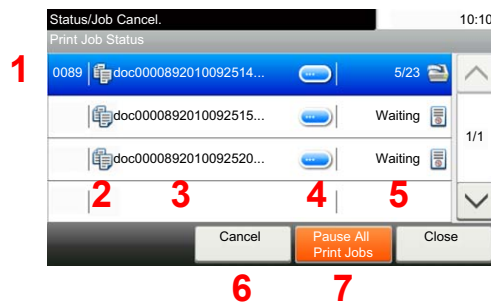 Status/Job Cancel. 10:10
Print Job Status
1 0089 doc0000892010092514... 5/23
doc0000892010092515... Waiting
1/1
doc0000892010092520... Waiting
2 3 4 5
Cancel Pause All Print Jobs Close
6 7